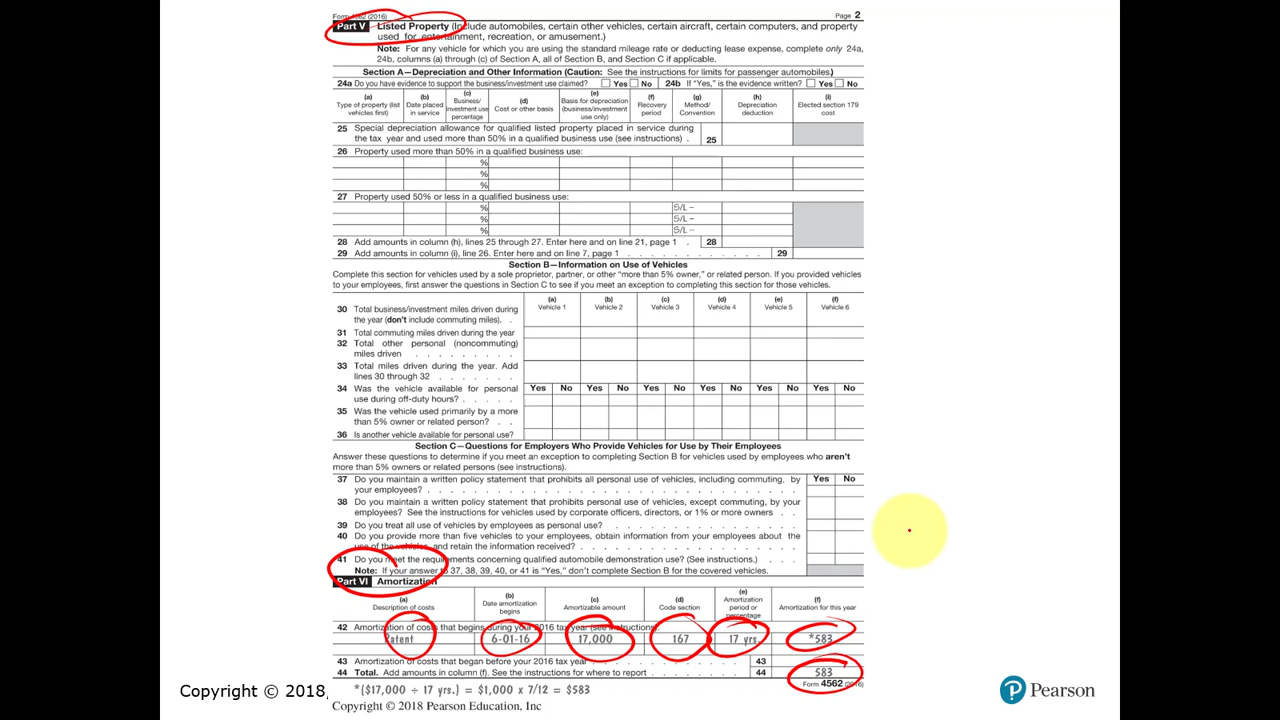 Form 4562 (2016) Page 2
Part V Listed Property (Include automobiles, certain other vehicles, certain aircraft, certain computers, and property
used for entertainment, recreation, or amusement.)
Note: For any vehicle for which you are using the standard mileage rate or deducting lease expense, complete only 24a,
24b, columns (a) through (c) of Section A, all of Section B, and Section C if applicable.
Section A—Depreciation and Other Information (Caution: See the instructions for limits for passenger automobiles.)
24a Do you have evidence to support the business/investment use claimed? Yes No 24b If "Yes," is the evidence written? Yes No
(a) (b) (c) (d) (e) (f) (g) (h) (i)
Type of property (list vehicles first) Date placed in service Business/ investment use percentage Cost or other basis Basis for depreciation (business/investment use only) Recovery period Method/ Convention Depreciation deduction Elected section 179 cost
25 Special depreciation allowance for qualified listed property placed in service during
the tax year and used more than 50% in a qualified business use (see instructions) . 25
26 Property used more than 50% in a qualified business use:
%
%
%
27 Property used 50% or less in a qualified business use:
% S/L –
% S/L –
% S/L –
28 Add amounts in column (h), lines 25 through 27. Enter here and on line 21, page 1 . 28
29 Add amounts in column (i), line 26. Enter here and on line 7, page 1 . . . . . . . . . . . . 29
Section B—Information on Use of Vehicles
Complete this section for vehicles used by a sole proprietor, partner, or other "more than 5% owner," or related person. If you provided vehicles
to your employees, first answer the questions in Section C to see if you meet an exception to completing this section for those vehicles.
(a) (b) (c) (d) (e) (f)
Vehicle 1 Vehicle 2 Vehicle 3 Vehicle 4 Vehicle 5 Vehicle 6
30 Total business/investment miles driven during
the year (don't include commuting miles) . .
31 Total commuting miles driven during the year
32 Total other personal (noncommuting)
miles driven . . . . . . . . .
33 Total miles driven during the year. Add
lines 30 through 32 . . . . . . .
34 Was the vehicle available for personal Yes No Yes No Yes No Yes No Yes No Yes No
use during off-duty hours? . . . . .
35 Was the vehicle used primarily by a more
than 5% owner or related person? . .
36 Is another vehicle available for personal use?
Section C—Questions for Employers Who Provide Vehicles for Use by Their Employees
Answer these questions to determine if you meet an exception to completing Section B for vehicles used by employees who aren't
more than 5% owners or related persons (see instructions).
37 Do you maintain a written policy statement that prohibits all personal use of vehicles, including commuting, by Yes No
your employees? . . . . . . . . . . . . . . . . . . . . . . . . .
38 Do you maintain a written policy statement that prohibits personal use of vehicles, except commuting, by your
employees? See the instructions for vehicles used by corporate officers, directors, or 1% or more owners . .
39 Do you treat all use of vehicles by employees as personal use? . . . . . . . . . . . . .
40 Do you provide more than five vehicles to your employees, obtain information from your employees about the
use of the vehicles, and retain the information received? . . . . . . . . . . . . . . .
41 Do you meet the requirements concerning qualified automobile demonstration use? (See instructions.) . . .
Note: If your answer to 37, 38, 39, 40, or 41 is "Yes," don't complete Section B for the covered vehicles.
Part VI Amortization
(a) (b) (c) (d) (e) (f)
Description of costs Date amortization begins Amortizable amount Code section Amortization period or percentage Amortization for this year
42 Amortization of costs that begins during your 2016 tax year (see instructions):
Patent 6-01-16 17,000 167 17 yrs. *583
43 Amortization of costs that began before your 2016 tax year . . . . . . . . . . . . 43
44 Total. Add amounts in column (f). See the instructions for where to report . . . . . . . . 44 583
Form 4562 (2016)
*($17,000 ÷ 17 yrs.) = $1,000 x 7/12 = $583
Copyright © 2018,
Copyright © 2018 Pearson Education, Inc
P Pearson